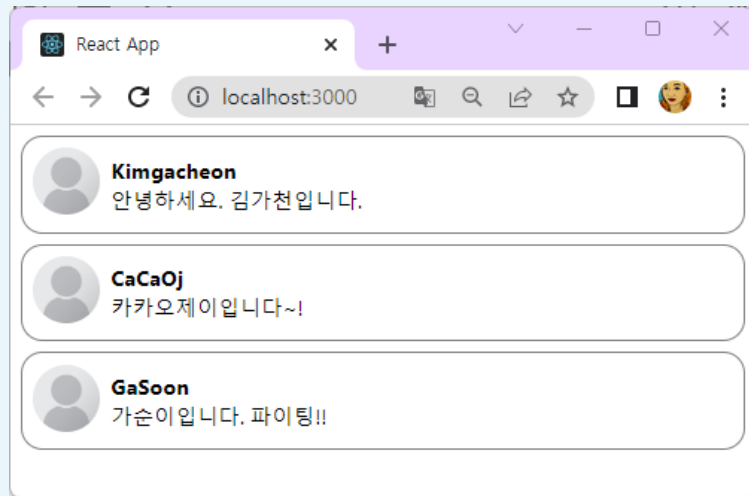 React App
localhost:3000
Kimgacheon
안녕하세요. 김가천입니다.
CaCaOj
카카오제이입니다~!
GaSoon
가순이입니다. 파이팅!!